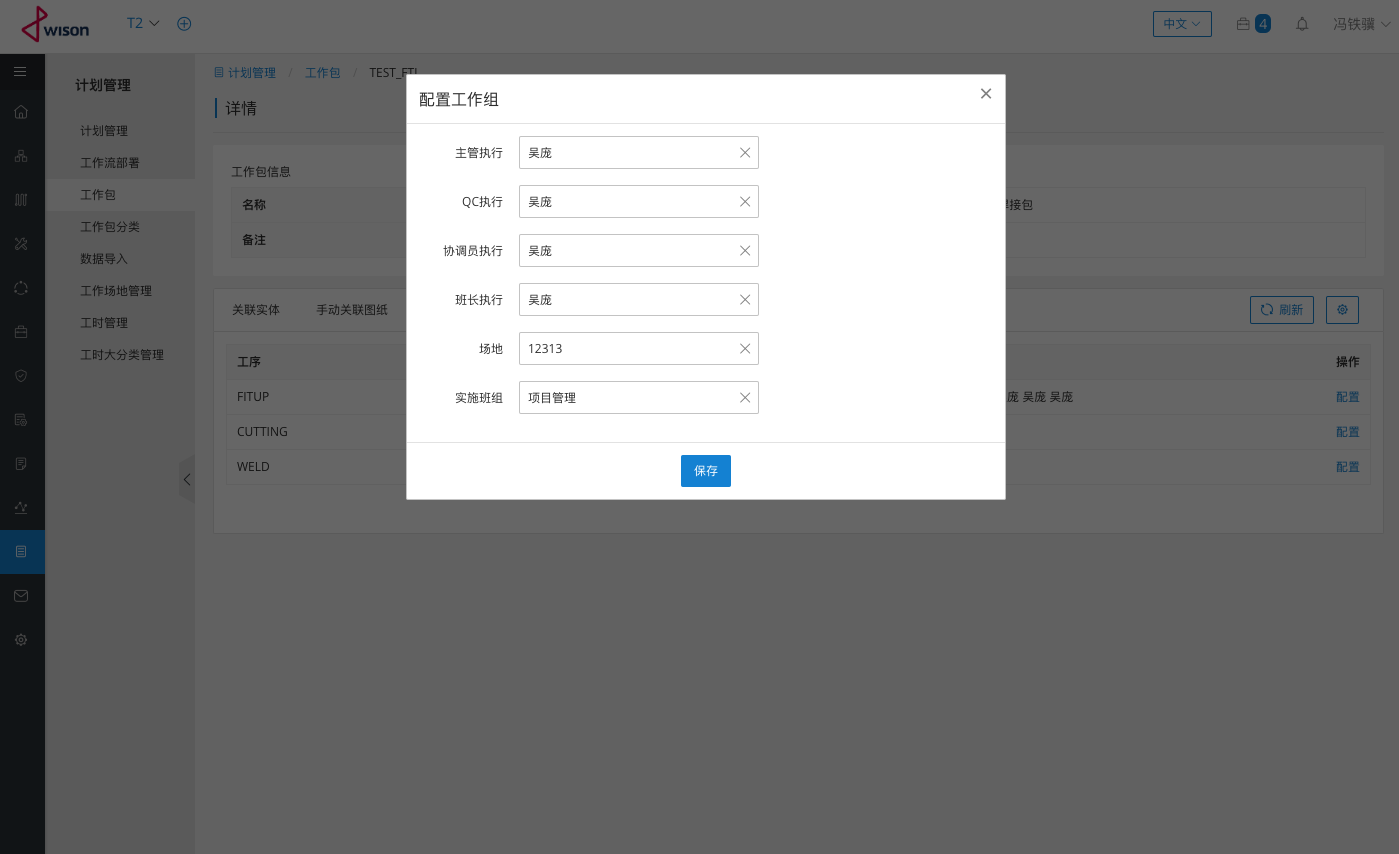 WISON
T2
中文
4
冯铁骥
计划管理
计划管理
工作流部署
工作包
工作包分类
数据导入
工作场地管理
工时管理
工时大分类管理
计划管理 / 工作包 / TEST_FTJ
详情
工作包信息
名称
接包
备注
关联实体 手动关联图纸
刷新
工序 操作
FITUP 庞 吴庞 吴庞 配置
CUTTING 配置
WELD 配置
配置工作组
主管执行 吴庞
QC执行 吴庞
协调员执行 吴庞
班长执行 吴庞
场地 12313
实施班组 项目管理
保存